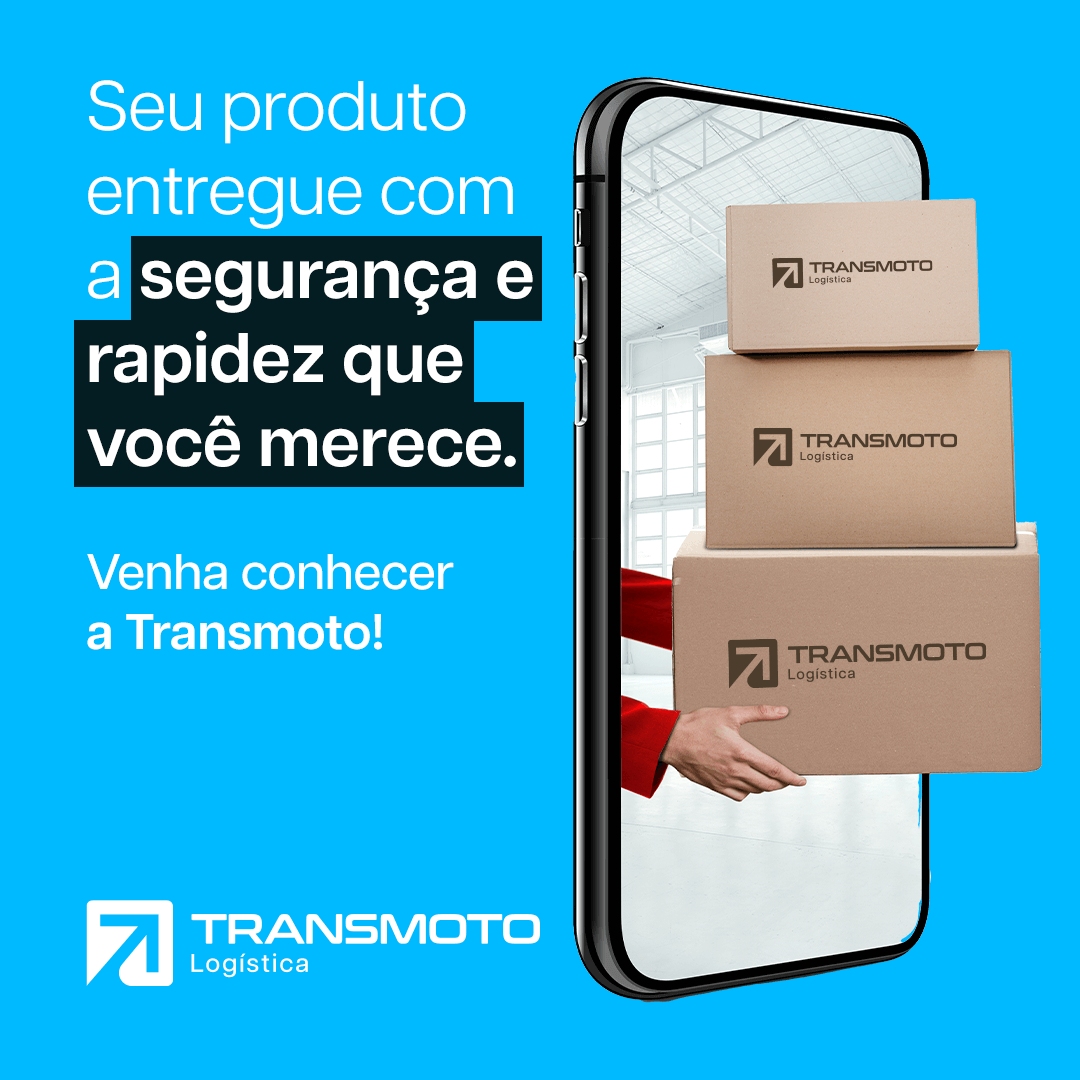 Seu produto
entregue com
a segurança e
rapidez que
você merece.
Venha conhecer
a Transmoto!
TRANSMOTO
Logística
TRANSMOTO
Logística
TRANSMOTO
Logística
TRANSMOTO
Logística